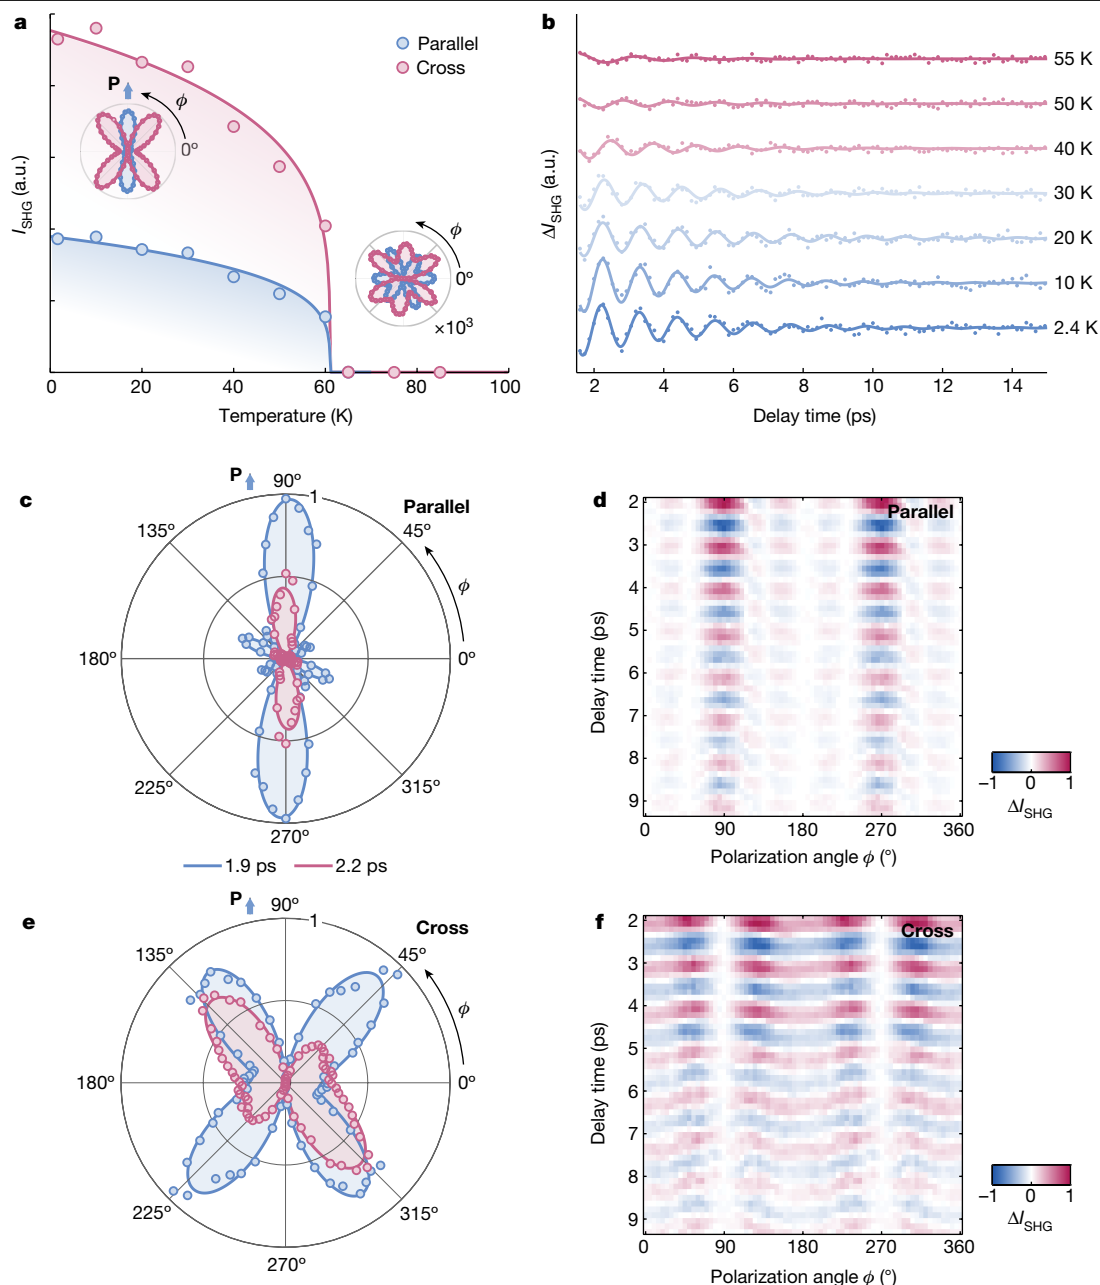 a
Parallel
Cross
P
ϕ
0°
ϕ
0°
×10³
I_SHG (a.u.)
0 20 40 60 80 100
Temperature (K)
b
55 K
50 K
40 K
30 K
20 K
10 K
2.4 K
ΔI_SHG (a.u.)
2 4 6 8 10 12 14
Delay time (ps)
c
P
90°
1
Parallel
135°
45°
ϕ
180°
0°
225°
315°
270°
1.9 ps 2.2 ps
d
Parallel
2
3
4
5
6
7
8
9
Delay time (ps)
0 90 180 270 360
Polarization angle ϕ (°)
−1 0 1
ΔI_SHG
e
P
90°
1
Cross
135°
45°
ϕ
180°
0°
225°
315°
270°
f
Cross
2
3
4
5
6
7
8
9
Delay time (ps)
0 90 180 270 360
Polarization angle ϕ (°)
−1 0 1
ΔI_SHG